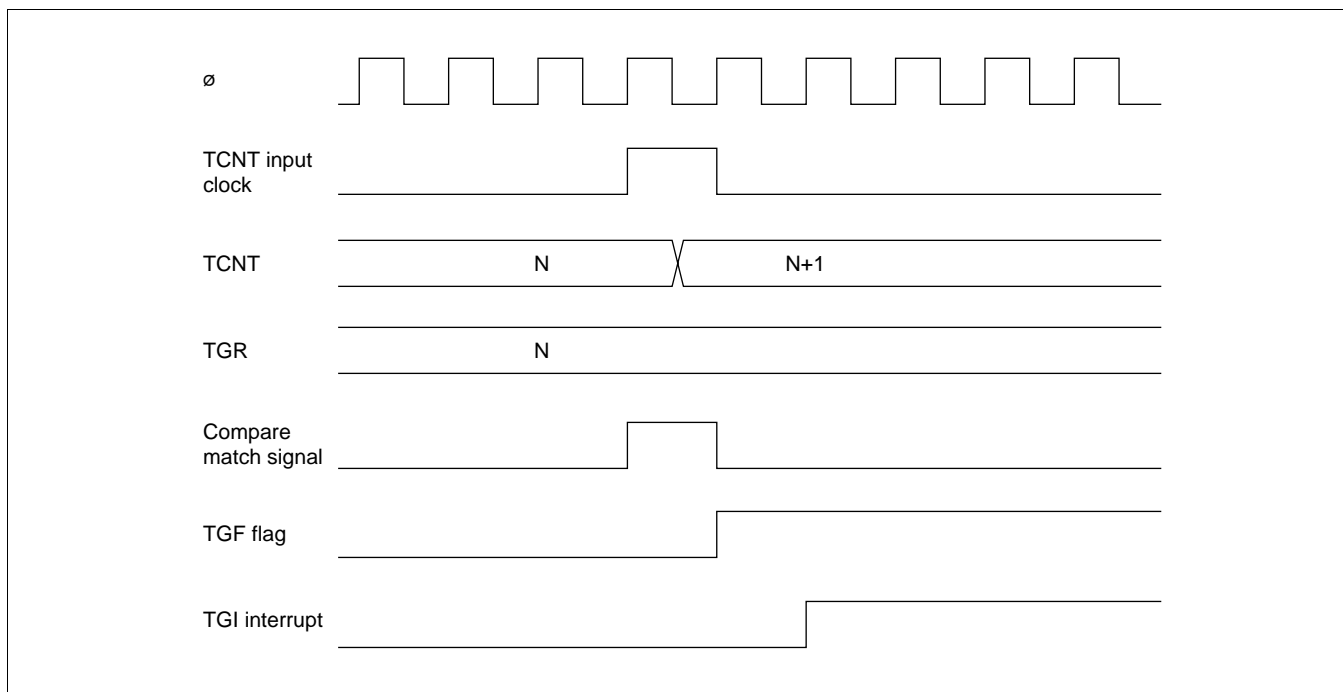 ø
TCNT input
clock
TCNT
N
N+1
TGR
N
Compare
match signal
TGF flag
TGI interrupt